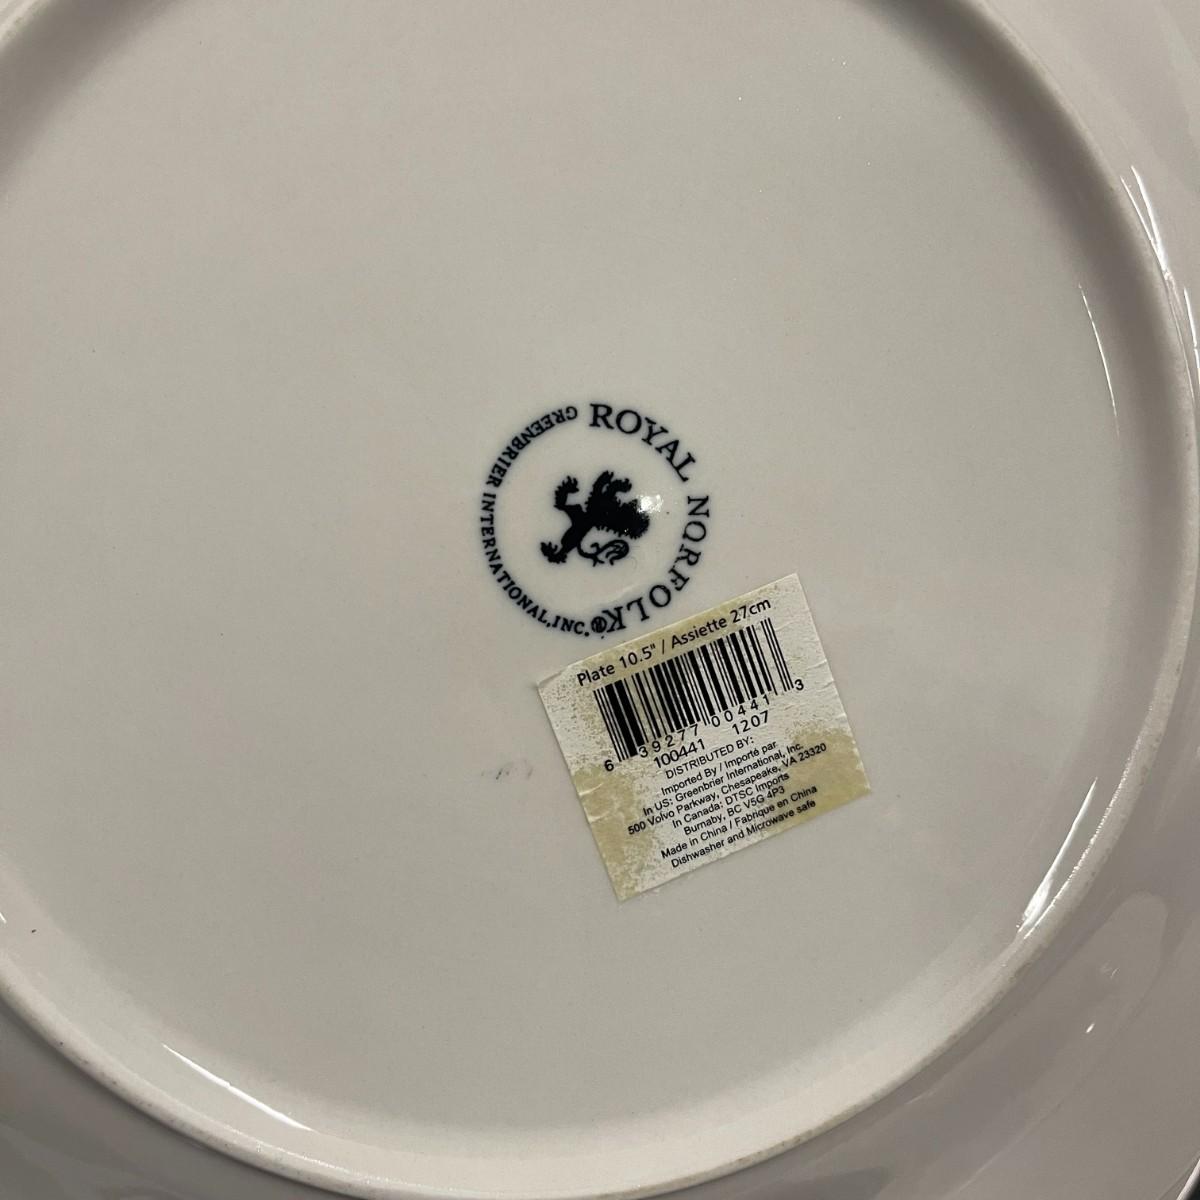 ROYAL NORFOLK®
GREENBRIER INTERNATIONAL, INC.
Plate 10.5" / Assiette 27cm
6 39277 00441 3
100441 1207
DISTRIBUTED BY:
Imported By / Importé par
In US: Greenbrier International, Inc.
500 Volvo Parkway, Chesapeake, VA 23320
In Canada: DTSC Imports
Burnaby, BC V5G 4P3
Made in China / Fabrique en China
Dishwasher and Microwave safe